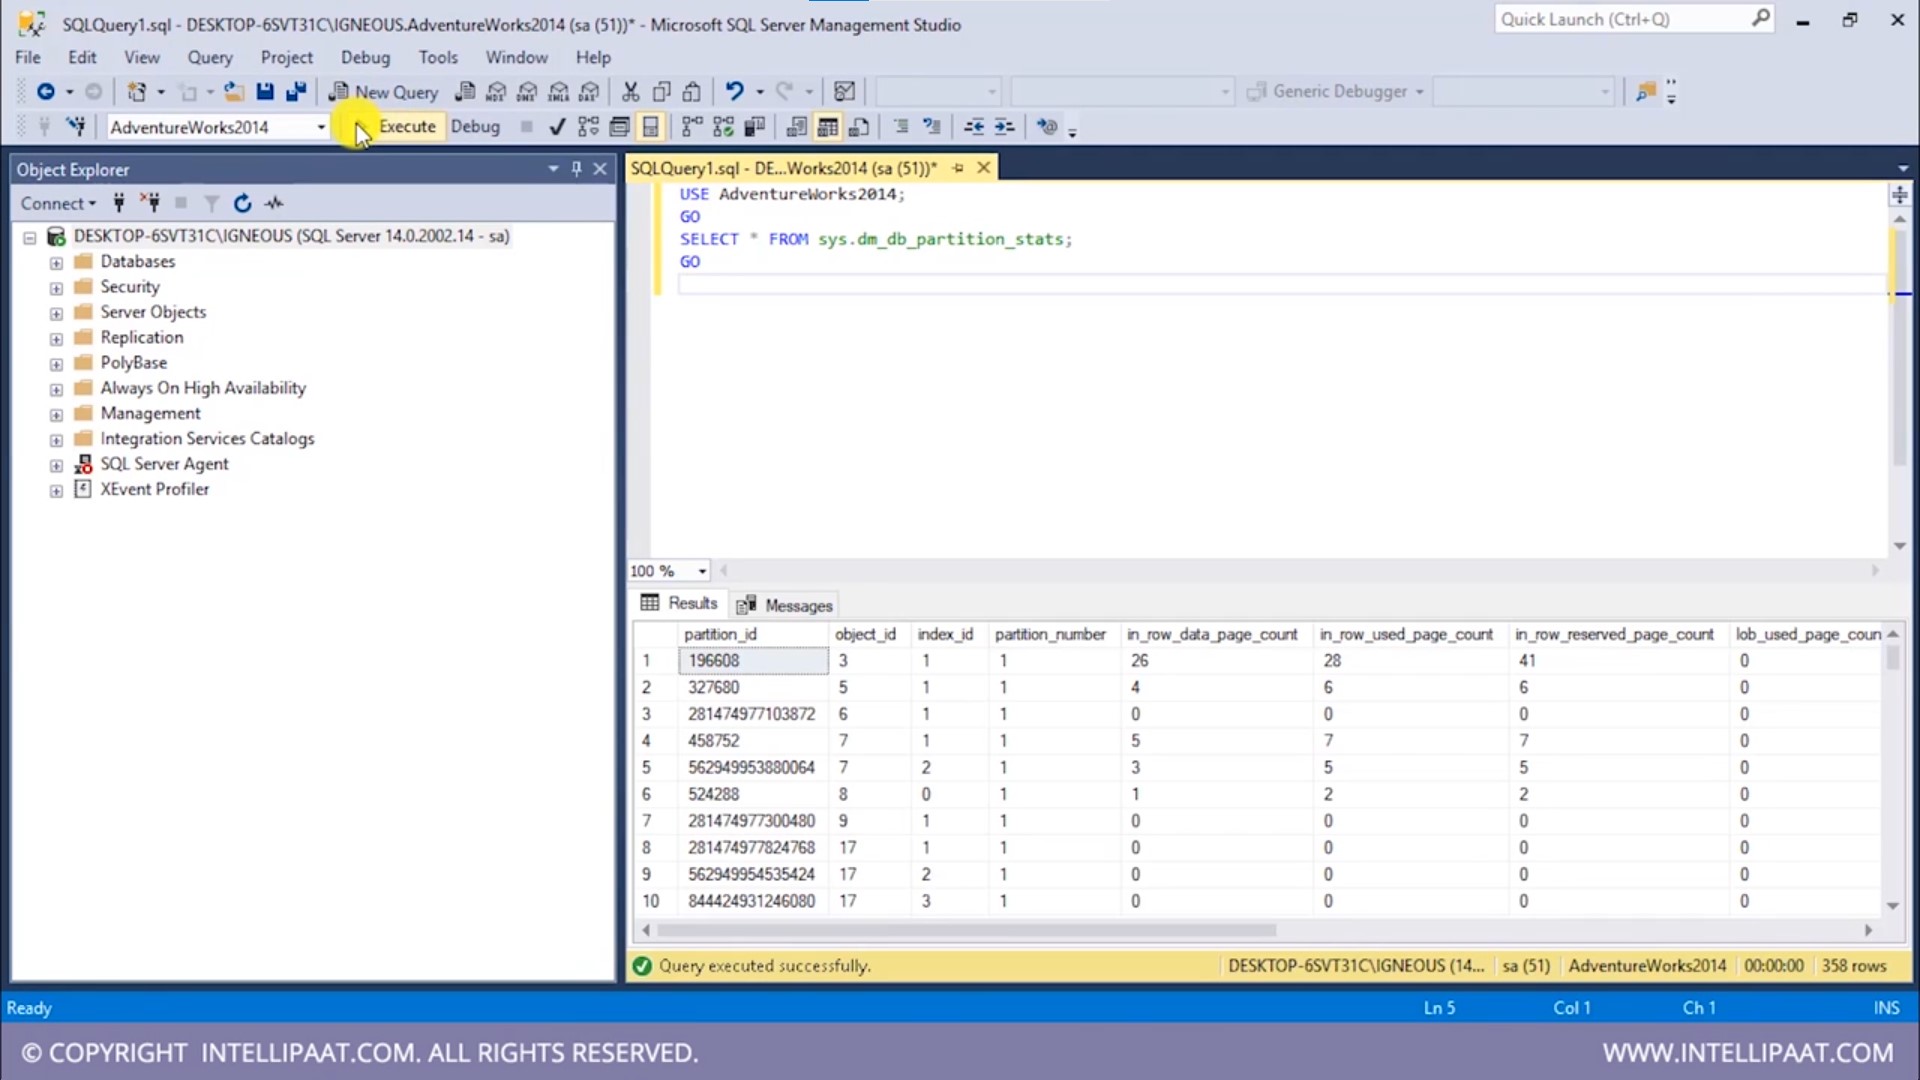 SQLQuery1.sql - DESKTOP-6SVT31C\IGNEOUS.AdventureWorks2014 (sa (51))* - Microsoft SQL Server Management Studio
Quick Launch (Ctrl+Q)
File Edit View Query Project Debug Tools Window Help
New Query MDX DMX XMLA DAX Generic Debugger
AdventureWorks2014 Execute Debug
Object Explorer
Connect
DESKTOP-6SVT31C\IGNEOUS (SQL Server 14.0.2002.14 - sa)
Databases
Security
Server Objects
Replication
PolyBase
Always On High Availability
Management
Integration Services Catalogs
SQL Server Agent
XEvent Profiler
SQLQuery1.sql - DE...Works2014 (sa (51))*
USE AdventureWorks2014;
GO
SELECT * FROM sys.dm_db_partition_stats;
GO
100 %
Results Messages
partition_id object_id index_id partition_number in_row_data_page_count in_row_used_page_count in_row_reserved_page_count lob_used_page_coun
1 196608 3 1 1 26 28 41 0
2 327680 5 1 1 4 6 6 0
3 281474977103872 6 1 1 0 0 0 0
4 458752 7 1 1 5 7 7 0
5 562949953880064 7 2 1 3 5 5 0
6 524288 8 0 1 1 2 2 0
7 281474977300480 9 1 1 0 0 0 0
8 281474977824768 17 1 1 0 0 0 0
9 562949954535424 17 2 1 0 0 0 0
10 844424931246080 17 3 1 0 0 0 0
Query executed successfully. DESKTOP-6SVT31C\IGNEOUS (14... sa (51) AdventureWorks2014 00:00:00 358 rows
Ready Ln 5 Col 1 Ch 1 INS
© COPYRIGHT INTELLIPAAT.COM. ALL RIGHTS RESERVED. WWW.INTELLIPAAT.COM